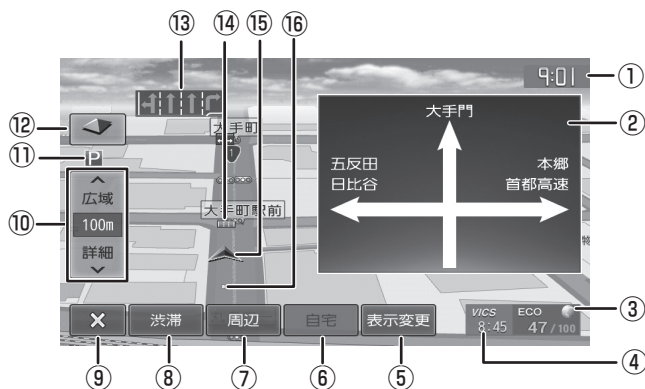 ⑬ ⑭ ⑮ ⑯
9:01 ①
⑫
大手町
大手門
②
⑪ P
1
五反田
日比谷
本郷
首都高速
⑩
広域
100m
詳細
大手町駅前
× 渋滞 周辺 自宅 表示変更
VICS
8:45
ECO
47/100
③
④
⑨ ⑧ ⑦ ⑥ ⑤